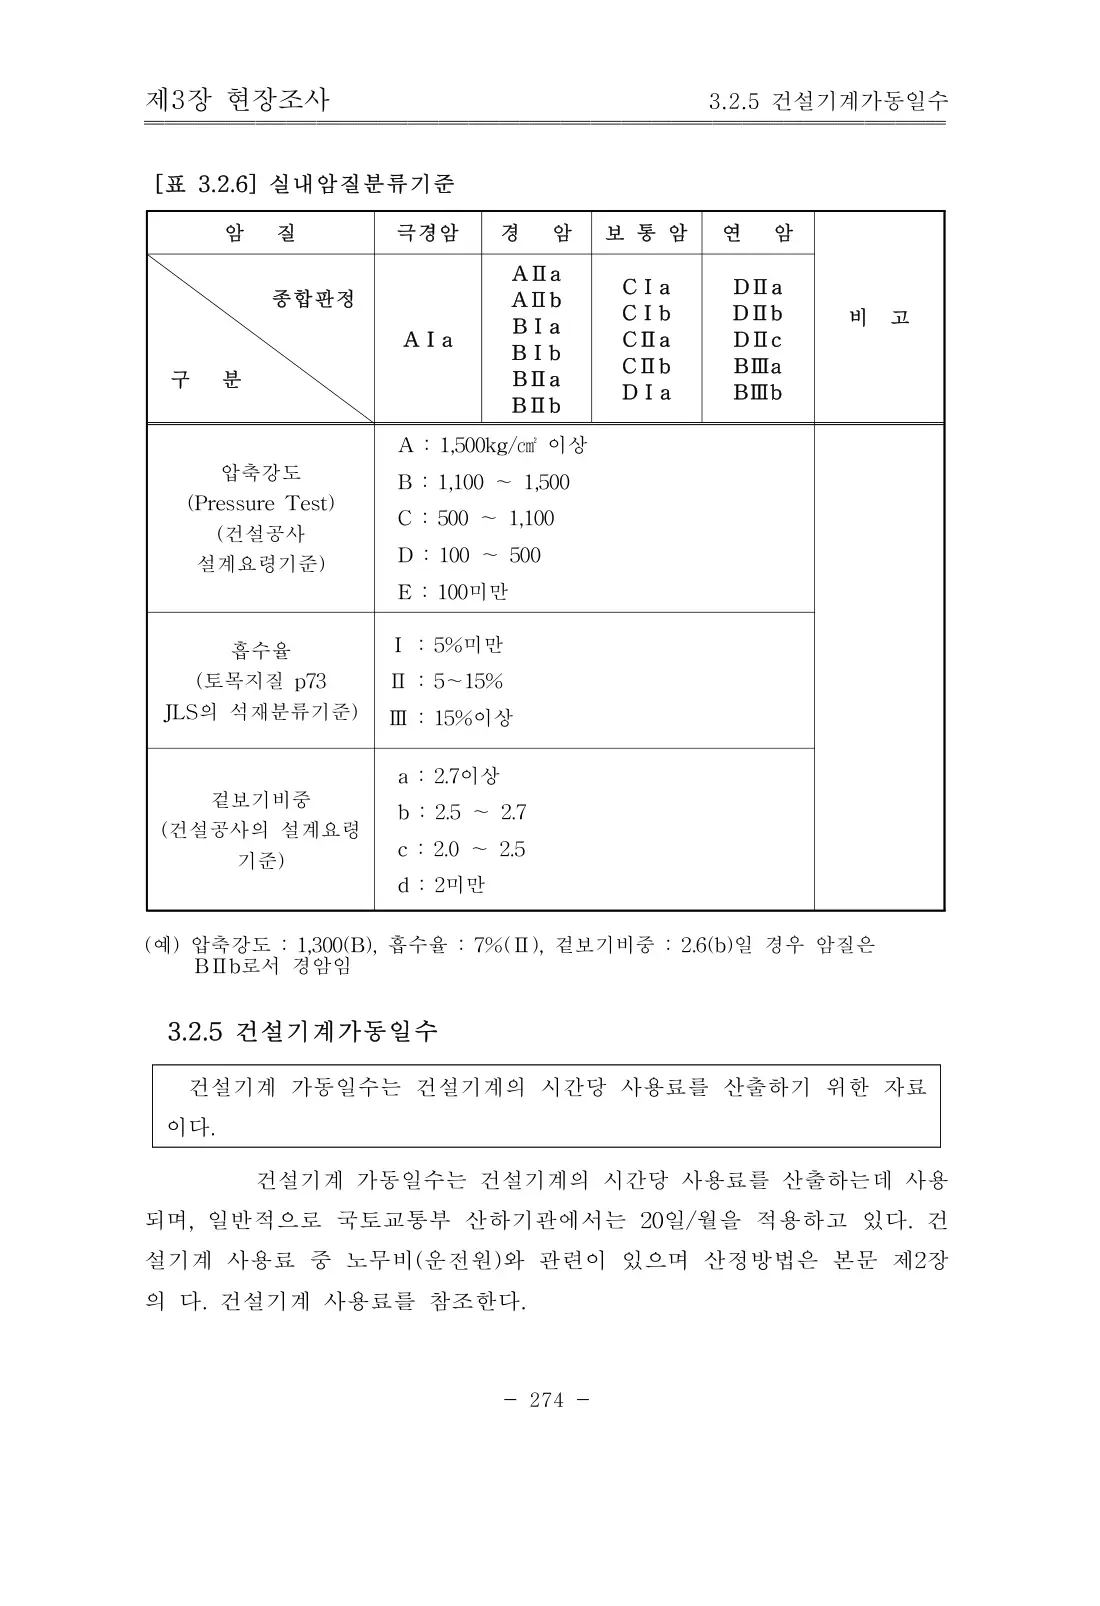 제3장 현장조사
3.2.5 건설기계가동일수
[표 3.2.6] 실내암질분류기준
암 질
극경암
경 암
보 통 암
연 암
비 고
종합판정
구 분
AⅠa
AⅡa
AⅡb
BⅠa
BⅠb
BⅡa
BⅡb
CⅠa
CⅠb
CⅡa
CⅡb
DⅠa
DⅡa
DⅡb
DⅡc
BⅢa
BⅢb
압축강도
(Pressure Test)
(건설공사
설계요령기준)
A : 1,500kg/㎠ 이상
B : 1,100 ~ 1,500
C : 500 ~ 1,100
D : 100 ~ 500
E : 100미만
흡수율
(토목지질 p73
JLS의 석재분류기준)
Ⅰ : 5%미만
Ⅱ : 5~15%
Ⅲ : 15%이상
겉보기비중
(건설공사의 설계요령
기준)
a : 2.7이상
b : 2.5 ~ 2.7
c : 2.0 ~ 2.5
d : 2미만
(예) 압축강도 : 1,300(B), 흡수율 : 7%(Ⅱ), 겉보기비중 : 2.6(b)일 경우 암질은
BⅡb로서 경암임
3.2.5 건설기계가동일수
건설기계 가동일수는 건설기계의 시간당 사용료를 산출하기 위한 자료
이다.
건설기계 가동일수는 건설기계의 시간당 사용료를 산출하는데 사용
되며, 일반적으로 국토교통부 산하기관에서는 20일/월을 적용하고 있다. 건
설기계 사용료 중 노무비(운전원)와 관련이 있으며 산정방법은 본문 제2장
의 다. 건설기계 사용료를 참조한다.
- 274 -